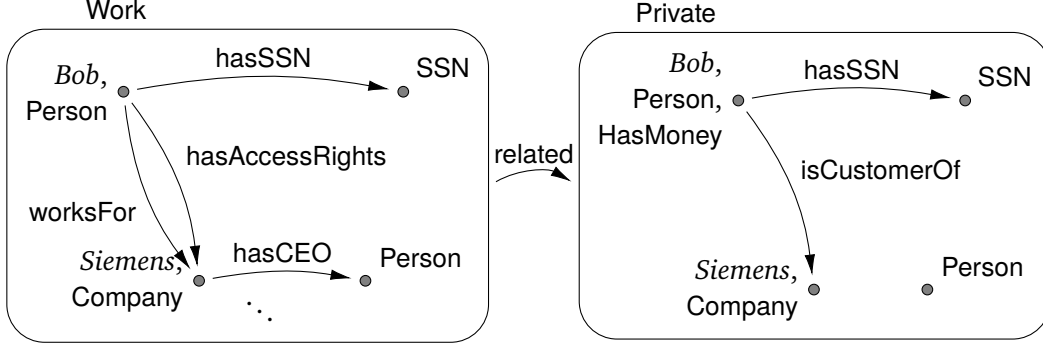 Work
Bob,
Person
hasSSN
SSN
hasAccessRights
worksFor
Siemens,
Company
hasCEO
Person
related
Private
Bob,
Person,
HasMoney
hasSSN
SSN
isCustomerOf
Siemens,
Company
Person